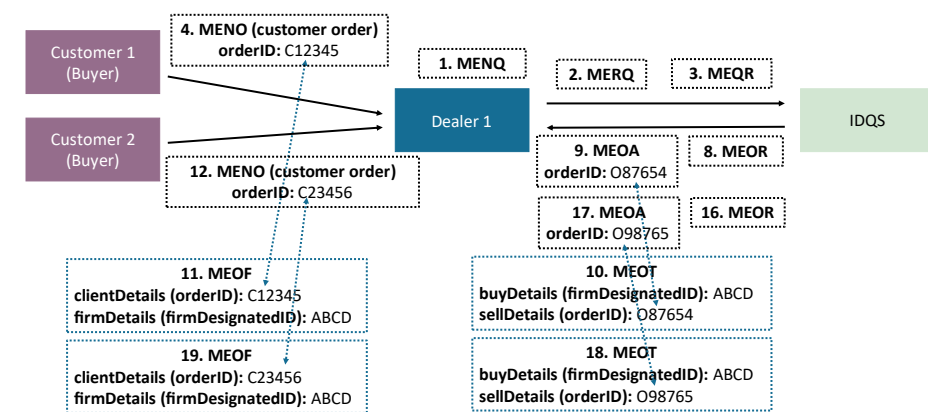 4. MENO (customer order)
orderID: C12345
Customer 1
(Buyer)
1. MENQ
2. MERQ
3. MEQR
Dealer 1
IDQS
Customer 2
(Buyer)
9. MEOA
orderID: O87654
8. MEOR
12. MENO (customer order)
orderID: C23456
17. MEOA
orderID: O98765
16. MEOR
11. MEOF
clientDetails (orderID): C12345
firmDetails (firmDesignatedID): ABCD
10. MEOT
buyDetails (firmDesignatedID): ABCD
sellDetails (orderID): O87654
19. MEOF
clientDetails (orderID): C23456
firmDetails (firmDesignatedID): ABCD
18. MEOT
buyDetails (firmDesignatedID): ABCD
sellDetails (orderID): O98765